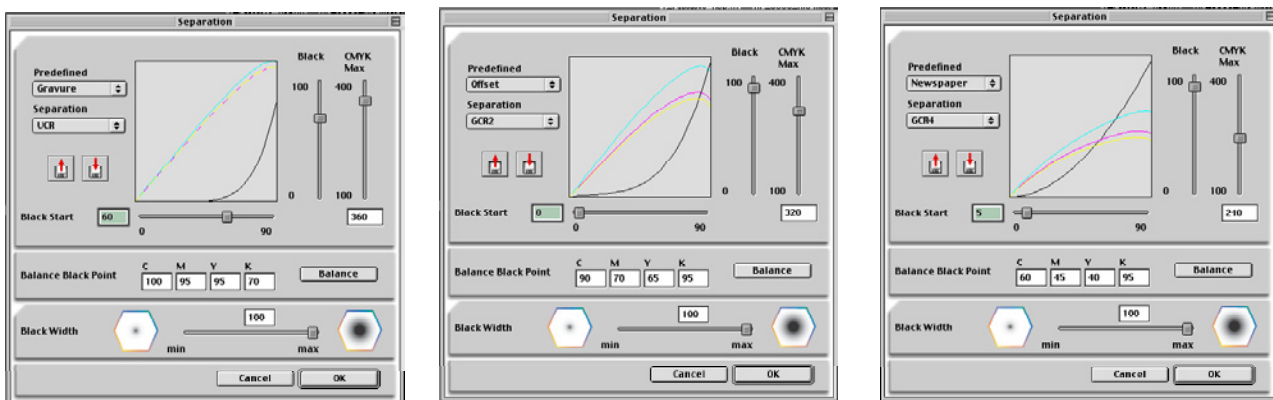 Separation
Predefined
Gravure
Separation
UCR
Black
CMYK
Max
100
400
0
100
Black Start
60
0
90
360
Balance Black Point
C M Y K
100 95 95 70
Balance
Black Width
100
min
max
Cancel
OK
Separation
Predefined
Offset
Separation
GCR2
Black
CMYK
Max
100
400
0
100
Black Start
0
0
90
320
Balance Black Point
C M Y K
90 70 65 95
Balance
Black Width
100
min
max
Cancel
OK
Separation
Predefined
Newspaper
Separation
GCR4
Black
CMYK
Max
100
400
0
100
Black Start
5
0
90
240
Balance Black Point
C M Y K
60 45 40 95
Balance
Black Width
100
min
max
Cancel
OK